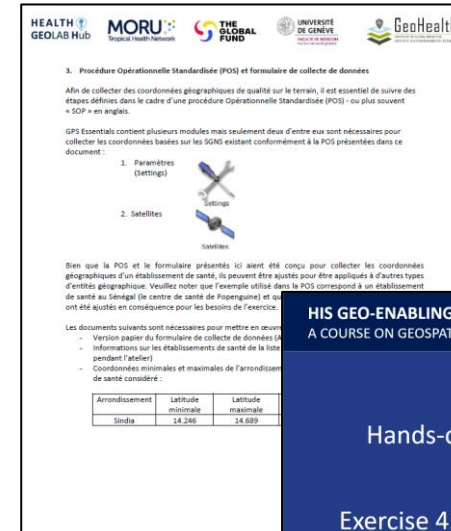 HEALTH
GEOLAB Hub
MORU
Tropical Health Network
THE
GLOBAL
FUND
UNIVERSITÉ
DE GENÈVE
GeoHealth
3. Procédure Opérationnelle Standardisée (POS) et formulaire de collecte de données
Afin de collecter des coordonnées géographiques de qualité sur le terrain, il est essentiel de suivre des
étapes définies dans le cadre d'une procédure Opérationnelle Standardisée (POS) - ou plus souvent
« SOP » en anglais.
GPS Essentials contient plusieurs modules mais seulement deux d'entre eux sont nécessaires pour
collecter les coordonnées basées sur les SGNS existant conformément à la POS présentées dans ce
document :
1. Paramètres
(Settings)
Settings
2. Satellites
Satellites
Bien que la POS et le formulaire présentés ici aient été conçu pour collecter les coordonnées
géographiques d'un établissement de santé, ils peuvent être ajustés pour être appliqués à d'autres types
d'entités géographique. Veuillez noter que l'exemple utilisé dans la POS correspond à un établissement
de santé au Sénégal (le centre de santé de Popenguine) et qu
ont été ajustés en conséquence pour les besoins de l'exercice.
Les documents suivants sont nécessaires pour mettre en œuvre
- Version papier du formulaire de collecte de données (A
- Informations sur les établissements de santé de la liste
pendant l'atelier)
- Coordonnées minimales et maximales de l'arrondissem
de santé considéré :
Arrondissement Latitude minimale Latitude maximale
Sindia 14.246 14.689
HIS GEO-ENABLING
A COURSE ON GEOSPAT
Hands-o
Exercise 4